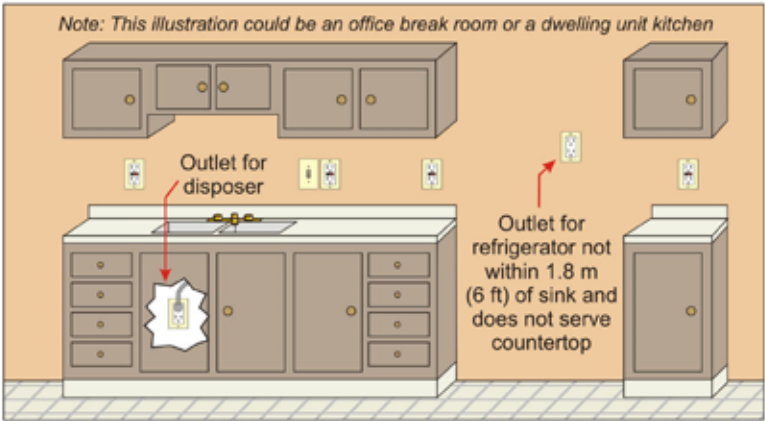 Note: This illustration could be an office break room or a dwelling unit kitchen
Outlet for
disposer
Outlet for
refrigerator not
within 1.8 m
(6 ft) of sink and
does not serve
countertop